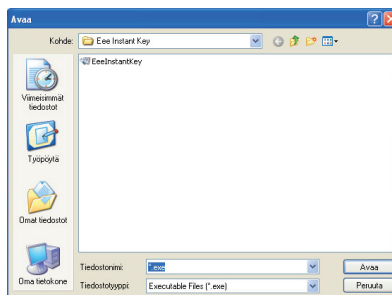 Avaa
Kohde:
Eee Instant Key
EeeInstantKey
Viimeisimmät
tiedostot
Työpöytä
Omat tiedostot
Oma tietokone
Tiedostonimi:
*.exe
Avaa
Tiedostotyyppi:
Executable Files (*.exe)
Peruuta